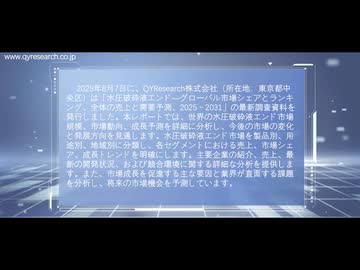 www.qyresearch.co.jp
2025年8月7日に、QYResearch株式会社（所在地　東京都中
央区）は「水圧破砕液エンド―グローバル市場シェアとランキ
ング、全体の売上と需要予測、2025～2031」の最新調査資料を
発行しました。本レポートでは、世界の水圧破砕液エンド市場
規模、市場動向、成長予測を詳細に分析し、今後の市場の変化
と発展方向を見通します。水圧破砕液エンド市場を製品別、用
途別、地域別に分類し、各セグメントにおける売上、市場シェ
ア、成長トレンドを明確にします。主要企業の紹介、売上、最
新の開発状況、および競合環境に関する詳細な分析を提供しま
す。また、市場成長を促進する主な要因と業界が直面する課題
を分析し、将来の市場機会を予測しています。